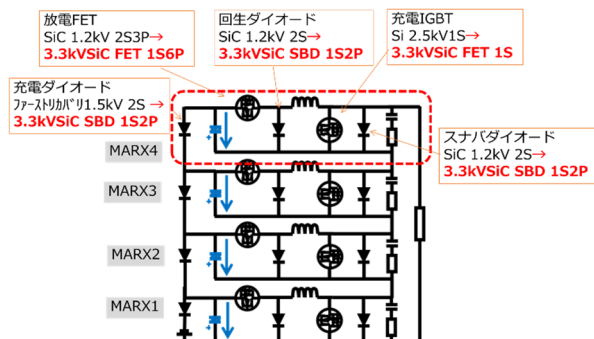 放電FET
SiC 1.2kV 2S3P→
3.3kVSiC FET 1S6P
回生ダイオード
SiC 1.2kV 2S→
3.3kVSiC SBD 1S2P
充電IGBT
Si 2.5kV1S→
3.3kVSiC FET 1S
充電ダイオード
ﾌｧｰｽﾄﾘｶﾊﾞﾘ1.5kV 2S →
3.3kVSiC SBD 1S2P
スナバダイオード
SiC 1.2kV 2S→
3.3kVSiC SBD 1S2P
MARX4
MARX3
MARX2
MARX1